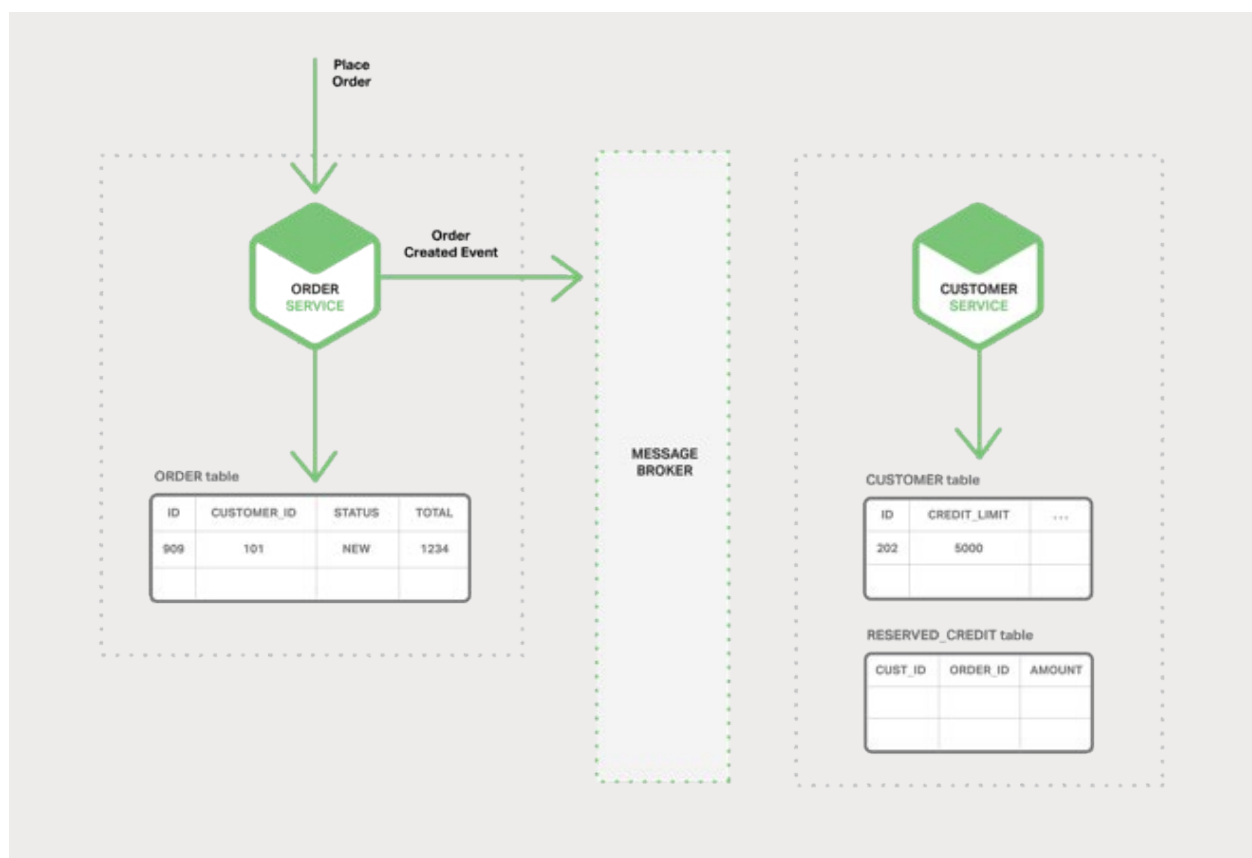 Place
Order
Order
Created Event
ORDER
SERVICE
CUSTOMER
SERVICE
MESSAGE
BROKER
ORDER table
ID CUSTOMER_ID STATUS TOTAL
909 101 NEW 1234
CUSTOMER table
ID CREDIT_LIMIT ...
202 5000
RESERVED_CREDIT table
CUST_ID ORDER_ID AMOUNT